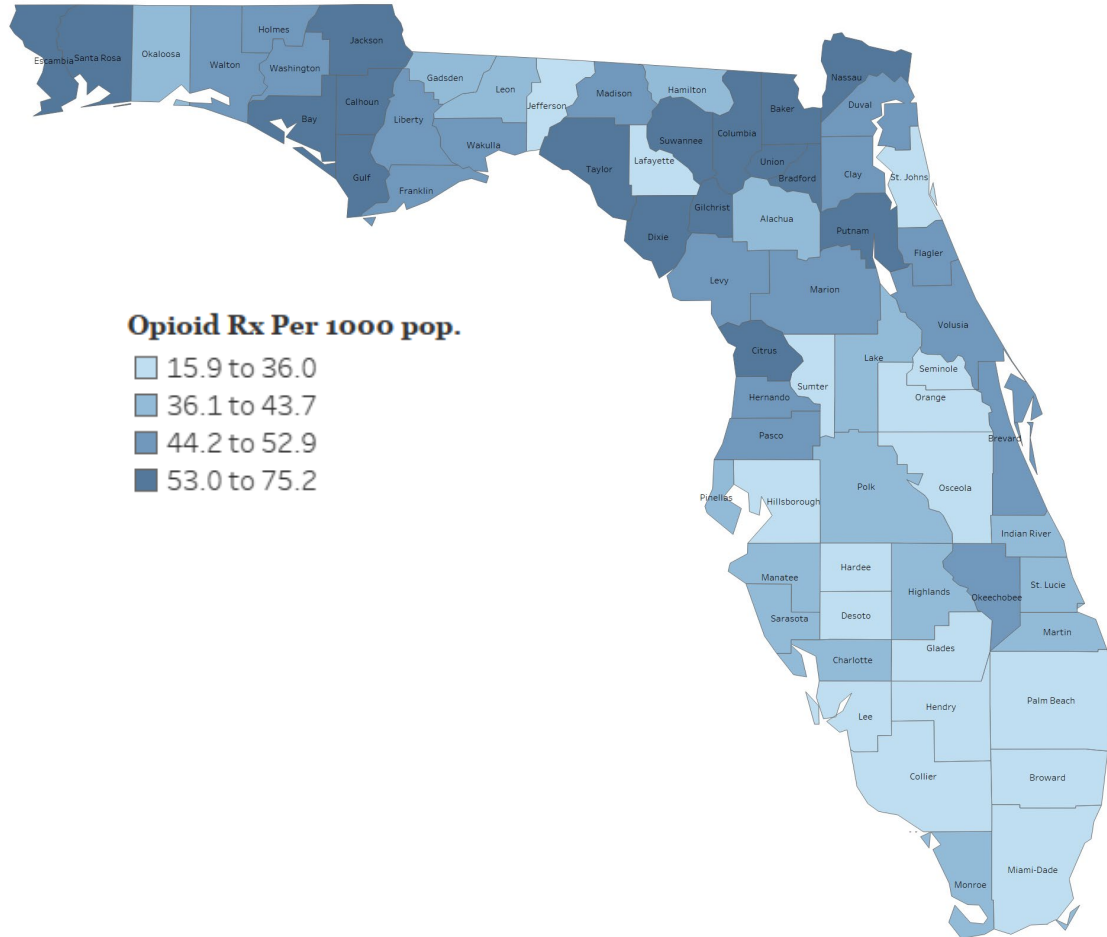 Holmes
Jackson
Escambia
Santa Rosa
Okaloosa
Walton
Washington
Gadsden
Leon
Jefferson
Madison
Hamilton
Nassau
Calhoun
Bay
Liberty
Wakulla
Baker
Duval
Columbia
Suwannee
Taylor
Lafayette
Union
Bradford
Clay
St. Johns
Gulf
Franklin
Gilchrist
Alachua
Dixie
Putnam
Flagler
Levy
Marion
Volusia
Opioid Rx Per 1000 pop.
15.9 to 36.0
36.1 to 43.7
44.2 to 52.9
53.0 to 75.2
Citrus
Lake
Seminole
Sumter
Hernando
Orange
Pasco
Brevard
Pinellas
Hillsborough
Polk
Osceola
Indian River
Manatee
Hardee
Highlands
Okeechobee
St. Lucie
Sarasota
Desoto
Martin
Charlotte
Glades
Lee
Hendry
Palm Beach
Collier
Broward
Monroe
Miami-Dade